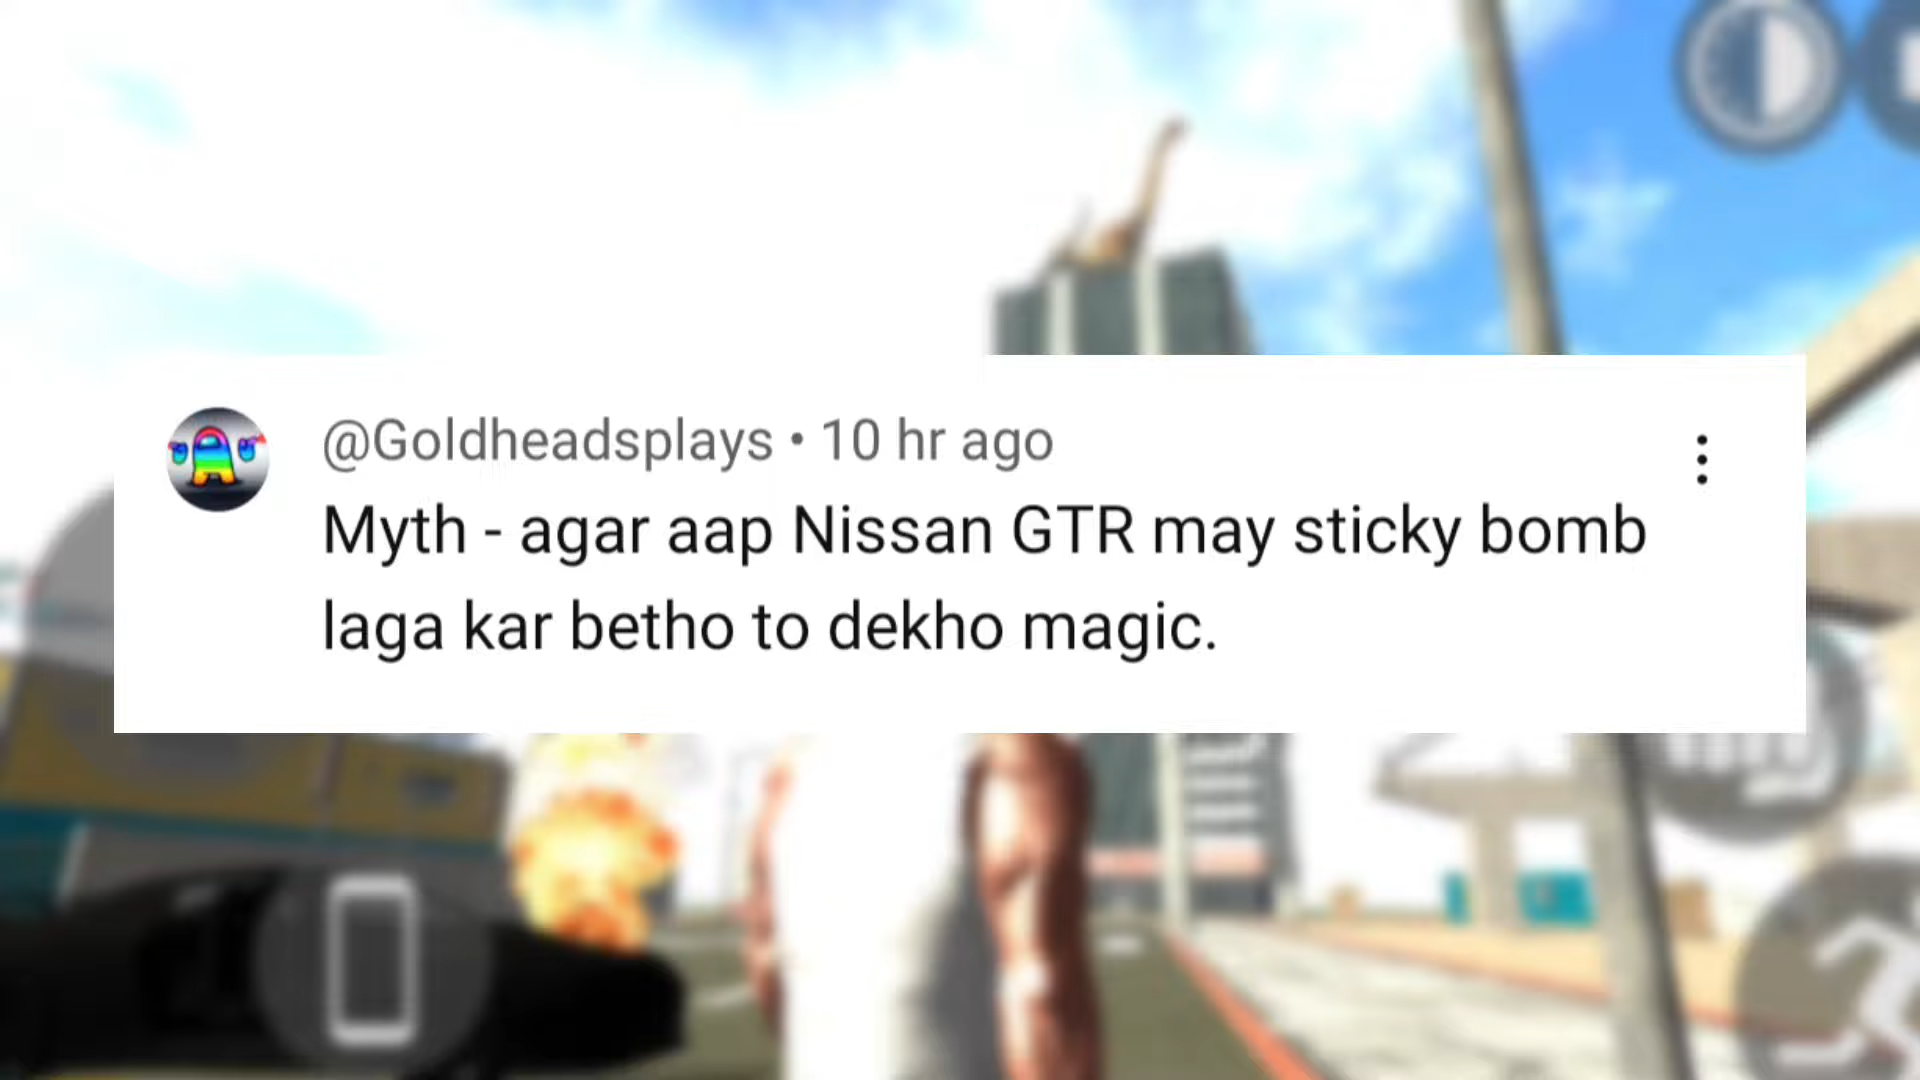 @Goldheadsplays • 10 hr ago
Myth - agar aap Nissan GTR may sticky bomb
laga kar betho to dekho magic.